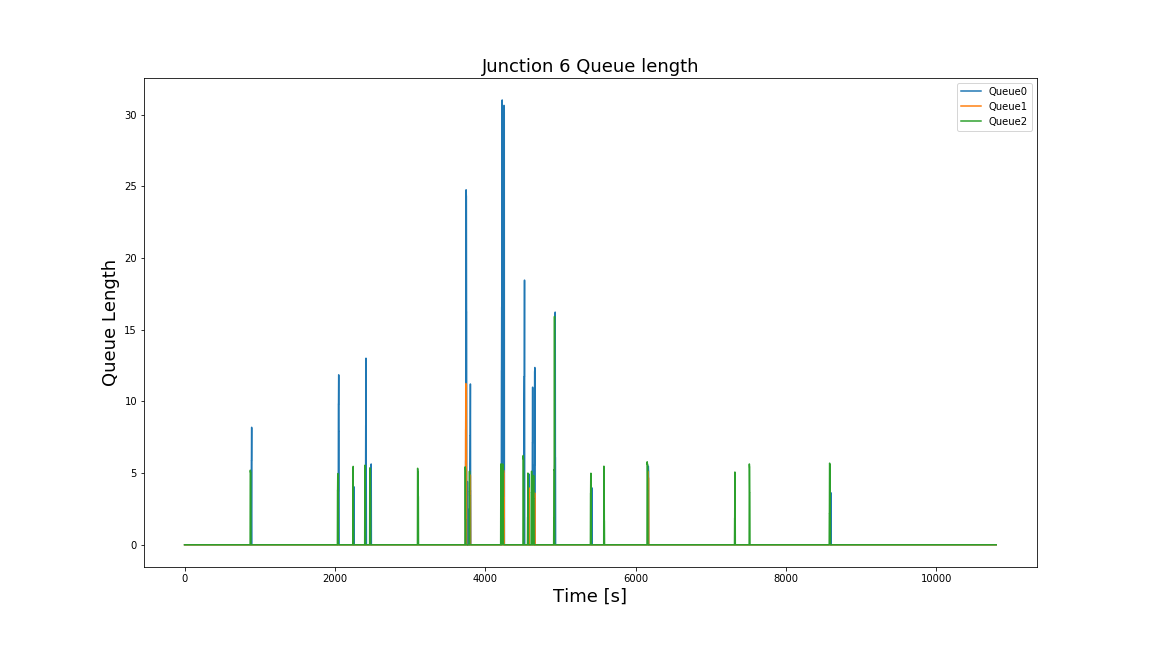 Junction 6 Queue length
Queue0
Queue1
Queue2
Queue Length
30
25
20
15
10
5
0
0 2000 4000 6000 8000 10000
Time [s]